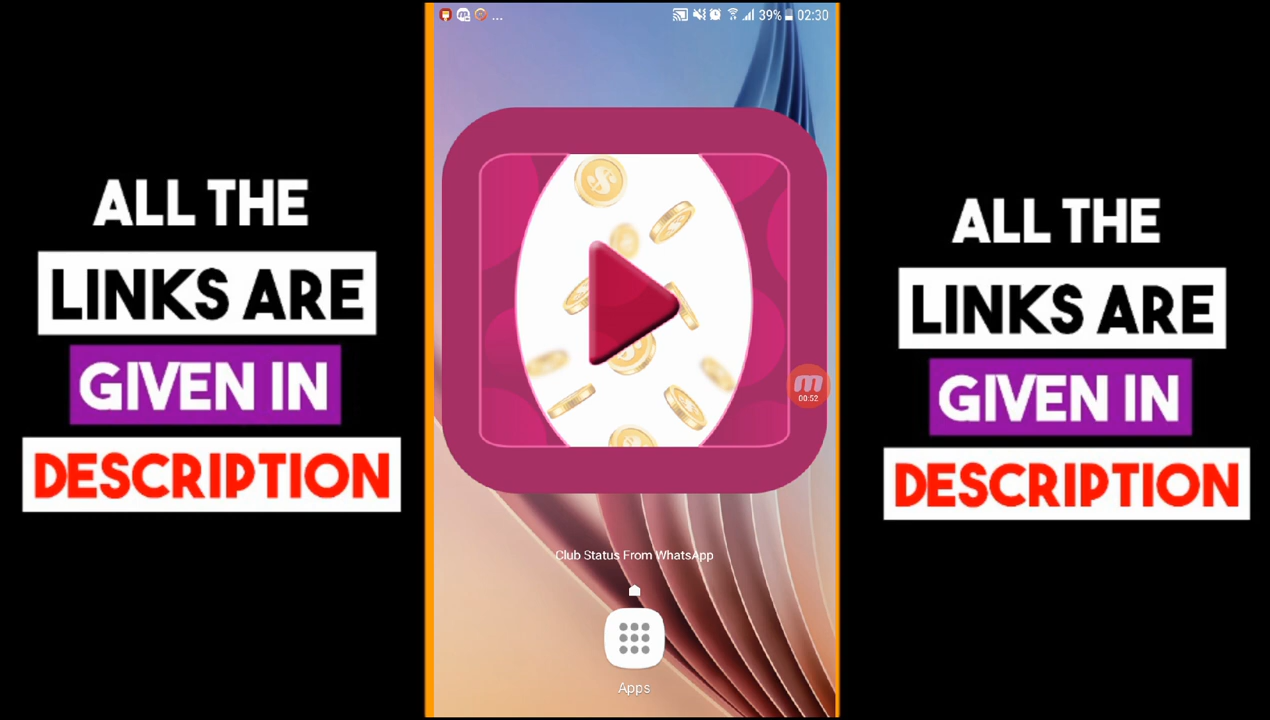 ... 39% 02:30
ALL THE
LINKS ARE
GIVEN IN
DESCRIPTION
00:52
Club Status From WhatsApp
Apps
ALL THE
LINKS ARE
GIVEN IN
DESCRIPTION